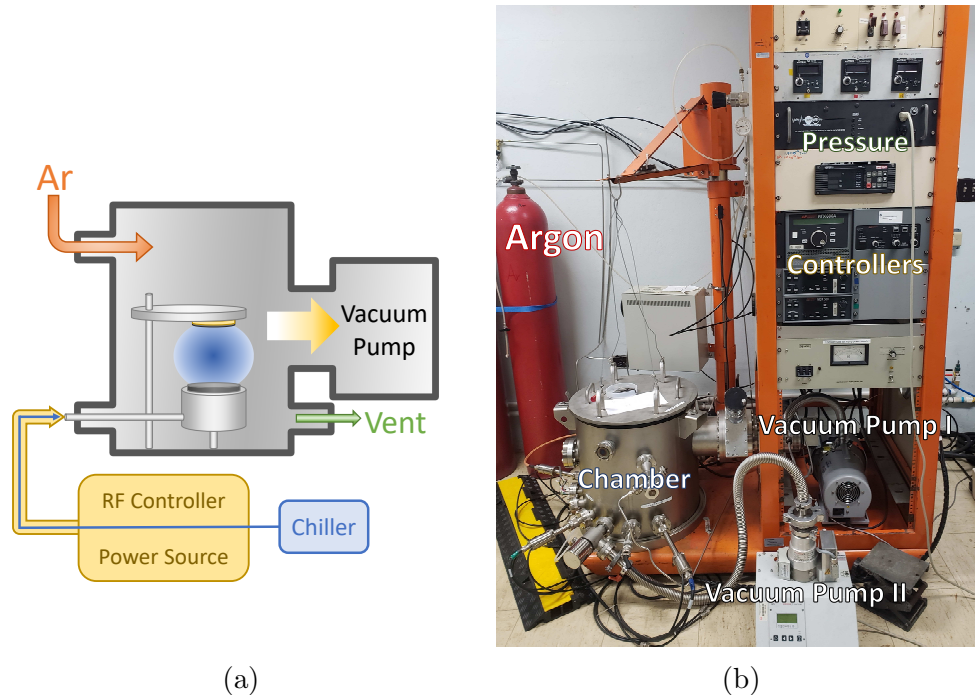 Ar
Vacuum
Pump
Vent
RF Controller
Power Source
Chiller
(a)
Pressure
Argon
Controllers
Vacuum Pump I
Chamber
Vacuum Pump II
(b)